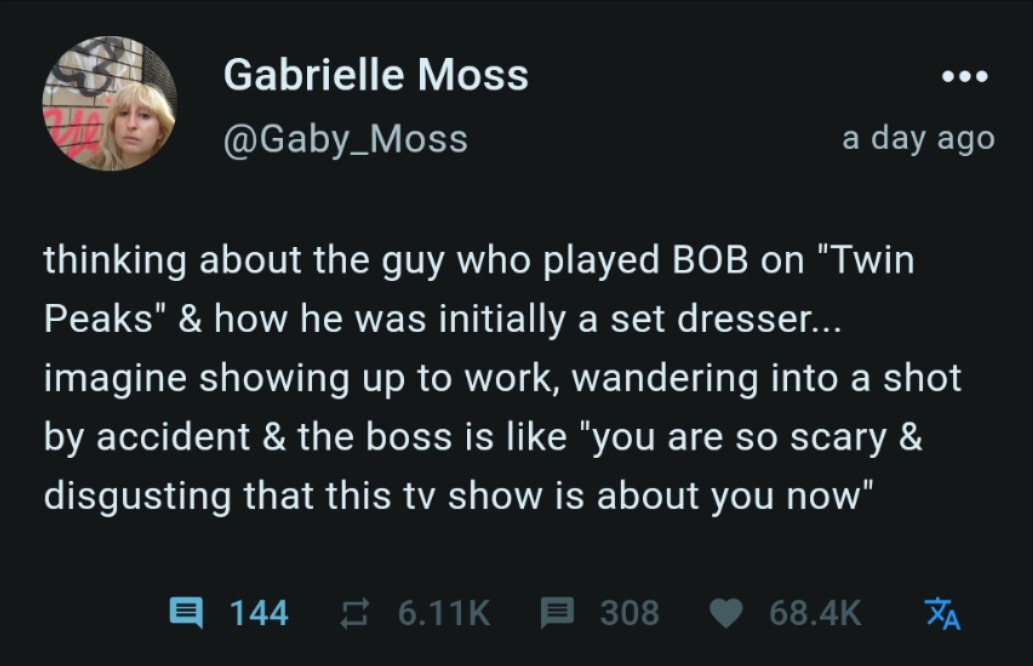 Gabrielle Moss
@Gaby_Moss
a day ago
thinking about the guy who played BOB on "Twin
Peaks" & how he was initially a set dresser...
imagine showing up to work, wandering into a shot
by accident & the boss is like "you are so scary &
disgusting that this tv show is about you now"
144 6.11K 308 68.4K